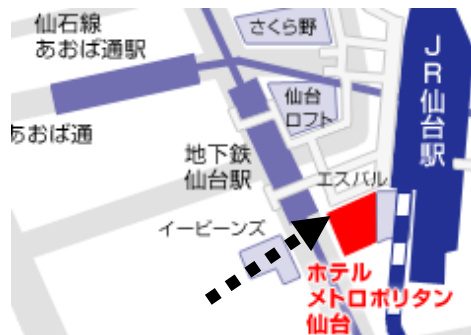 仙石線
あおば通駅
さくら野
JR仙台駅
仙台
ロフト
あおば通
地下鉄
仙台駅
エスパル
イービーンズ
ホテル
メトロポリタン
仙台